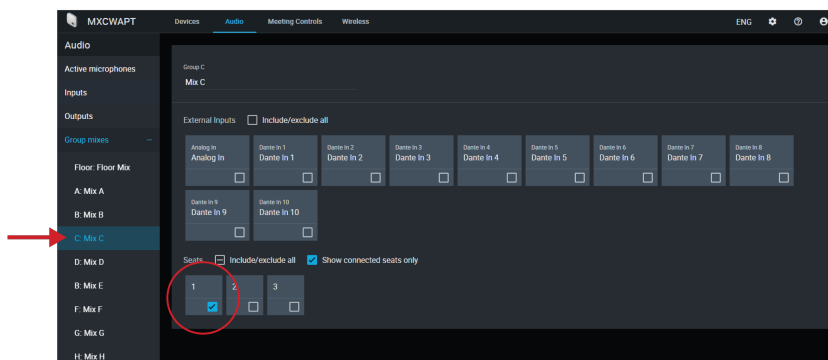 MXCWAPT
Devices
Audio
Meeting Controls
Wireless
ENG
Audio
Active microphones
Inputs
Outputs
Group mixes
Floor: Floor Mix
A: Mix A
B: Mix B
C: Mix C
D: Mix D
B: Mix E
F: Mix F
G: Mix G
H: Mix H
Group C
Mix C
External Inputs Include/exclude all
Analog In
Analog In
Dante In 1
Dante In 1
Dante In 2
Dante In 2
Dante In 3
Dante In 3
Dante In 4
Dante In 4
Dante In 5
Dante In 5
Dante In 6
Dante In 6
Dante In 7
Dante In 7
Dante In 8
Dante In 8
Dante In 9
Dante In 9
Dante In 10
Dante In 10
Seats Include/exclude all Show connected seats only
1
2
3